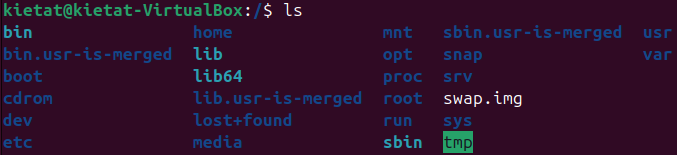 kietat@kietat-VirtualBox:/$ ls
bin home mnt sbin.usr-is-merged usr
bin.usr-is-merged lib opt snap var
boot lib64 proc srv
cdrom lib.usr-is-merged root swap.img
dev lost+found run sys
etc media sbin tmp